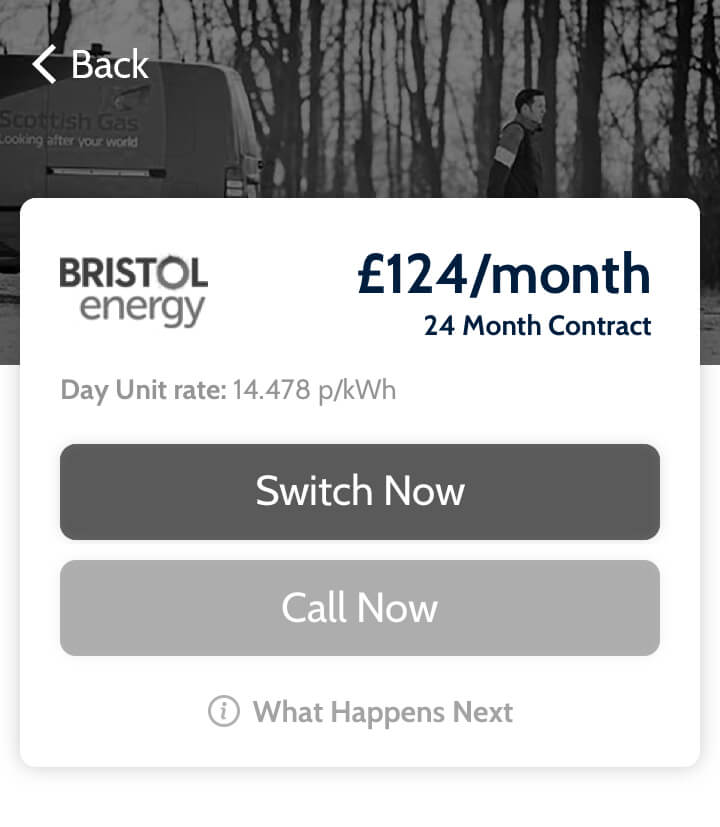 Back
Scottish Gas
Looking after your world
BRISTOL
energy
£124/month
24 Month Contract
Day Unit rate: 14.478 p/kWh
Switch Now
Call Now
What Happens Next